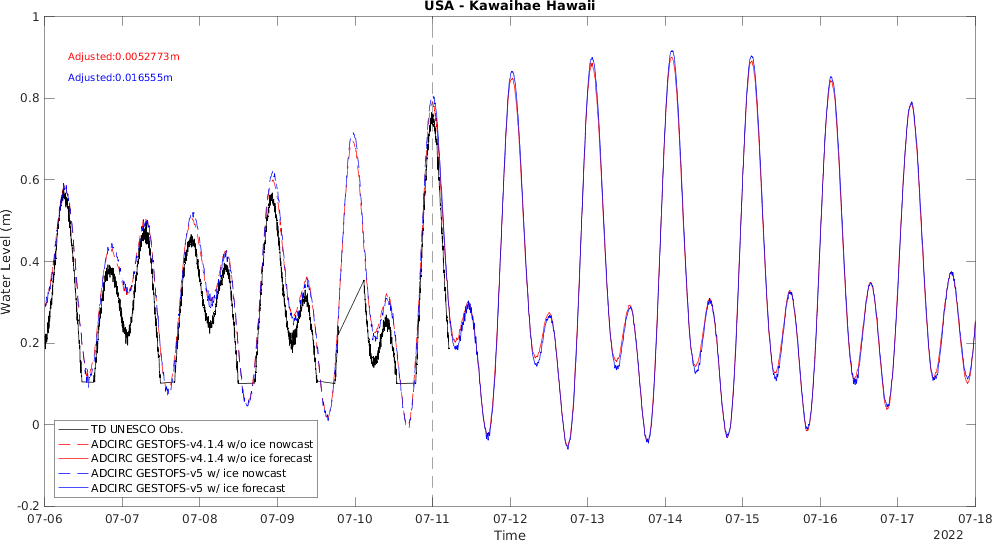 USA - Kawaihae Hawaii
Adjusted:0.0052773m
Adjusted:0.016555m
Water Level (m)
1
0.8
0.6
0.4
0.2
0
-0.2
TD UNESCO Obs.
ADCIRC GESTOFS-v4.1.4 w/o ice nowcast
ADCIRC GESTOFS-v4.1.4 w/o ice forecast
ADCIRC GESTOFS-v5 w/ ice nowcast
ADCIRC GESTOFS-v5 w/ ice forecast
07-06 07-07 07-08 07-09 07-10 07-11 07-12 07-13 07-14 07-15 07-16 07-17 07-18
Time
2022